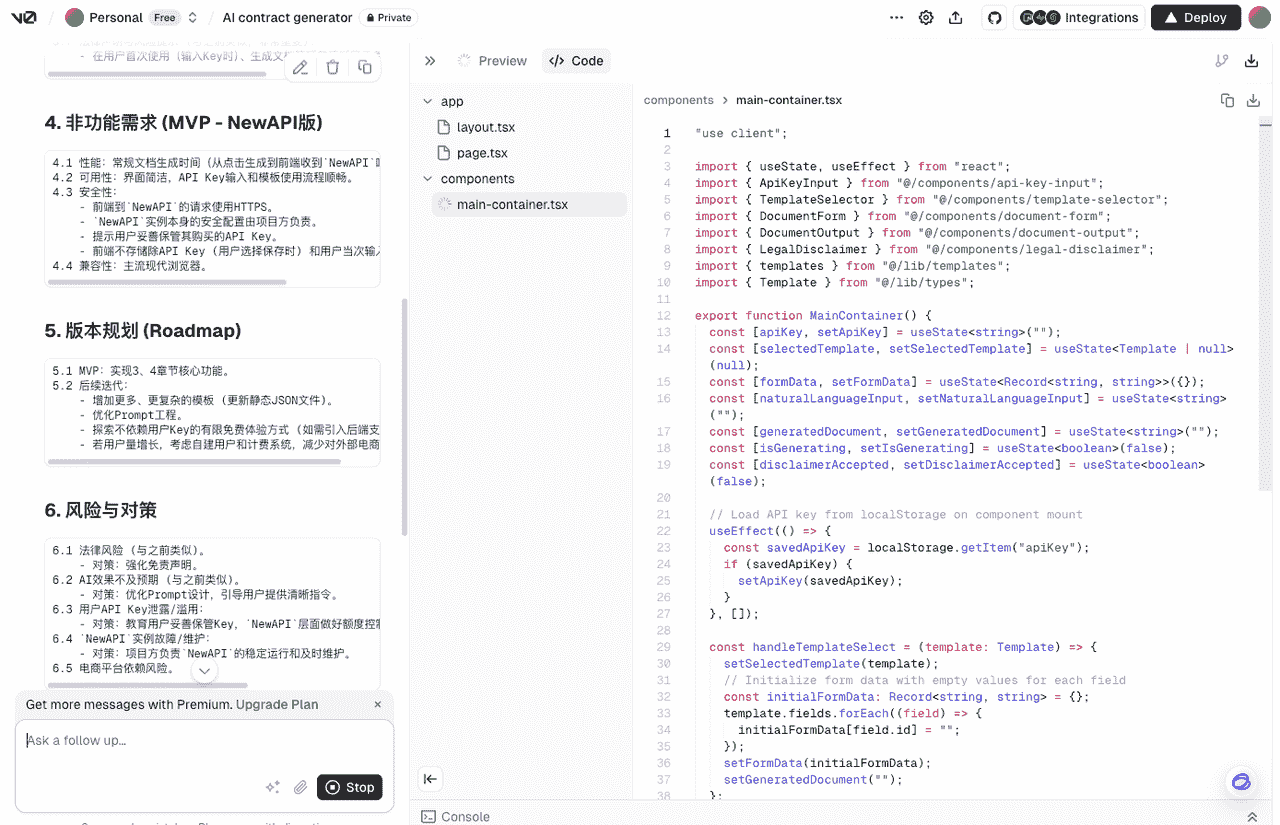 Personal Free AI contract generator Private
Integrations Deploy
- 在用户首次使用（输入Key时）、生成文档
4. 非功能需求 (MVP - NewAPI版)
4.1 性能：常规文档生成时间（从点击生成到前端收到`NewAPI`
4.2 可用性：界面简洁，API Key输入和模板使用流程顺畅。
4.3 安全性：
- 前端到`NewAPI`的请求使用HTTPS。
- `NewAPI`实例本身的安全配置由项目方负责。
- 提示用户妥善保管其购买的API Key。
- 前端不存储除API Key（用户选择保存时）和用户当次输入
4.4 兼容性：主流现代浏览器。
5. 版本规划 (Roadmap)
5.1 MVP：实现3、4章节核心功能。
5.2 后续迭代：
- 增加更多、更复杂的模板（更新静态JSON文件）。
- 优化Prompt工程。
- 探索不依赖用户Key的有限免费体验方式（如需引入后端支
- 若用户量增长，考虑自建用户和计费系统，减少对外部电商
6. 风险与对策
6.1 法律风险（与之前类似）。
- 对策：强化免责声明。
6.2 AI效果不及预期（与之前类似）。
- 对策：优化Prompt设计，引导用户提供清晰指令。
6.3 用户API Key泄露/滥用：
- 对策：教育用户妥善保管Key，`NewAPI`层面做好额度控制
6.4 `NewAPI`实例故障/维护：
- 对策：项目方负责`NewAPI`的稳定运行和及时维护。
6.5 电商平台依赖风险。
Get more messages with Premium. Upgrade Plan
Ask a follow up…
Stop
Preview
Code
app
layout.tsx
page.tsx
components
main-container.tsx
components > main-container.tsx
1 "use client";
2
3 import { useState, useEffect } from "react";
4 import { ApiKeyInput } from "@/components/api-key-input";
5 import { TemplateSelector } from "@/components/template-selector";
6 import { DocumentForm } from "@/components/document-form";
7 import { DocumentOutput } from "@/components/document-output";
8 import { LegalDisclaimer } from "@/components/legal-disclaimer";
9 import { templates } from "@/lib/templates";
10 import { Template } from "@/lib/types";
11
12 export function MainContainer() {
13 const [apiKey, setApiKey] = useState<string>("");
14 const [selectedTemplate, setSelectedTemplate] = useState<Template | null>
(null);
15 const [formData, setFormData] = useState<Record<string, string>>({});
16 const [naturalLanguageInput, setNaturalLanguageInput] = useState<string>
("");
17 const [generatedDocument, setGeneratedDocument] = useState<string>("");
18 const [isGenerating, setIsGenerating] = useState<boolean>(false);
19 const [disclaimerAccepted, setDisclaimerAccepted] = useState<boolean>
(false);
20
21 // Load API key from localStorage on component mount
22 useEffect(() => {
23 const savedApiKey = localStorage.getItem("apiKey");
24 if (savedApiKey) {
25 setApiKey(savedApiKey);
26 }
27 }, []);
28
29 const handleTemplateSelect = (template: Template) => {
30 setSelectedTemplate(template);
31 // Initialize form data with empty values for each field
32 const initialFormData: Record<string, string> = {};
33 template.fields.forEach((field) => {
34 initialFormData[field.id] = "";
35 });
36 setFormData(initialFormData);
37 setGeneratedDocument("");
38 };
Console